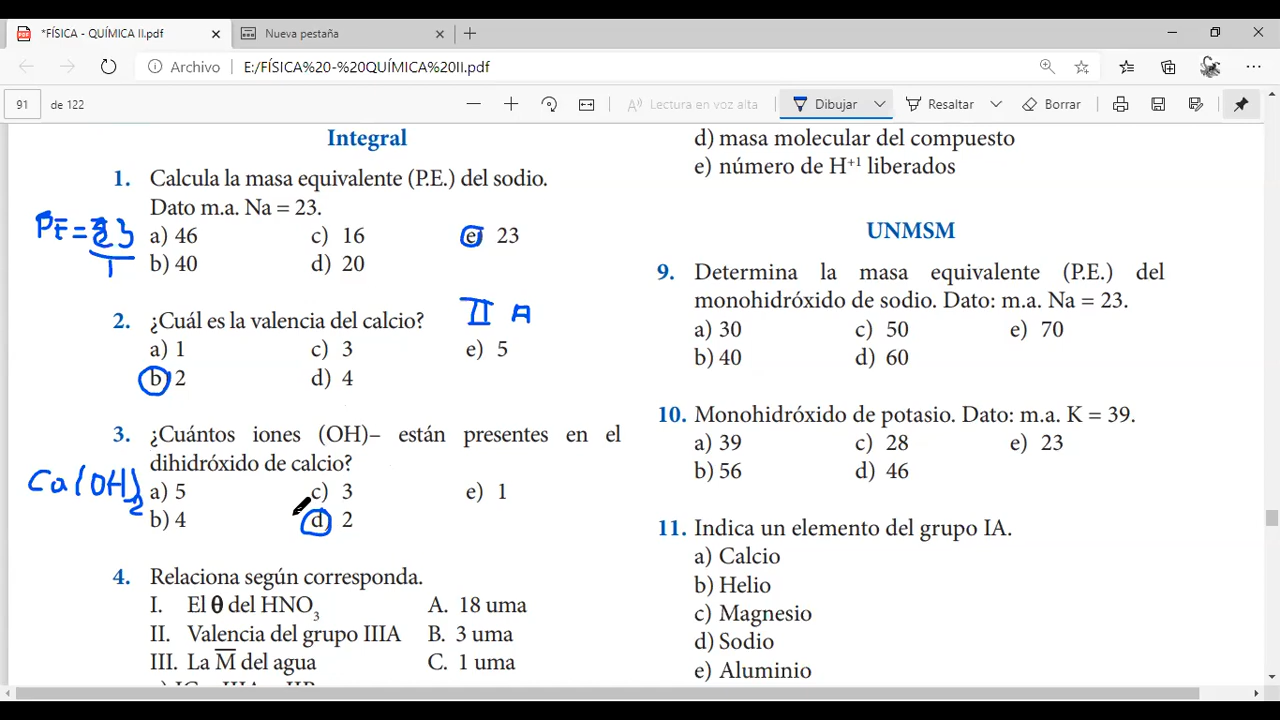 *FÍSICA - QUÍMICA II.pdf
Nueva pestaña
Archivo
E:/FÍSICA%20-%20QUÍMICA%20II.pdf
91 de 122
Lectura en voz alta
Dibujar
Resaltar
Borrar
Integral
1. Calcula la masa equivalente (P.E.) del sodio.
Dato m.a. Na = 23.
PE = 23
1
a) 46 c) 16 e) 23
b) 40 d) 20
2. ¿Cuál es la valencia del calcio?
II A
a) 1 c) 3 e) 5
b) 2 d) 4
3. ¿Cuántos iones (OH)– están presentes en el
dihidróxido de calcio?
Ca(OH)2
a) 5 c) 3 e) 1
b) 4 d) 2
4. Relaciona según corresponda.
I. El θ del HNO3 A. 18 uma
II. Valencia del grupo IIIA B. 3 uma
III. La M̅ del agua C. 1 uma
d) masa molecular del compuesto
e) número de H+1 liberados
UNMSM
9. Determina la masa equivalente (P.E.) del
monohidróxido de sodio. Dato: m.a. Na = 23.
a) 30 c) 50 e) 70
b) 40 d) 60
10. Monohidróxido de potasio. Dato: m.a. K = 39.
a) 39 c) 28 e) 23
b) 56 d) 46
11. Indica un elemento del grupo IA.
a) Calcio
b) Helio
c) Magnesio
d) Sodio
e) Aluminio